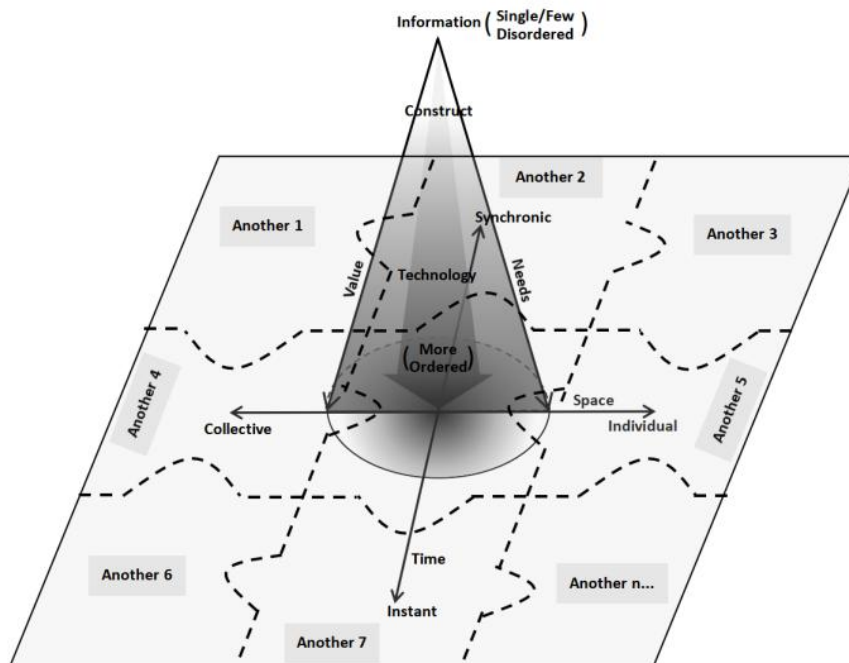 Information (Single/Few
Disordered)
Construct
Another 2
Another 1
Synchronic
Another 3
Value
Technology
Needs
(More
Ordered)
Another 4
Another 5
Space
Collective
Individual
Time
Another 6
Another n...
Instant
Another 7